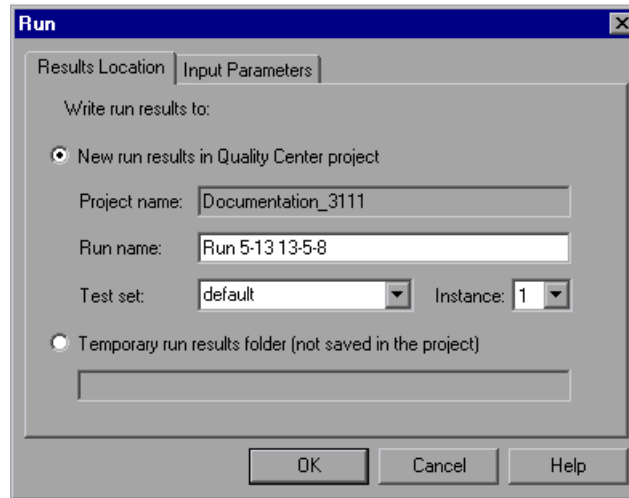 Run
Results Location Input Parameters
Write run results to:
New run results in Quality Center project
Project name: Documentation_3111
Run name: Run 5-13 13-5-8
Test set: default Instance: 1
Temporary run results folder (not saved in the project)
OK Cancel Help